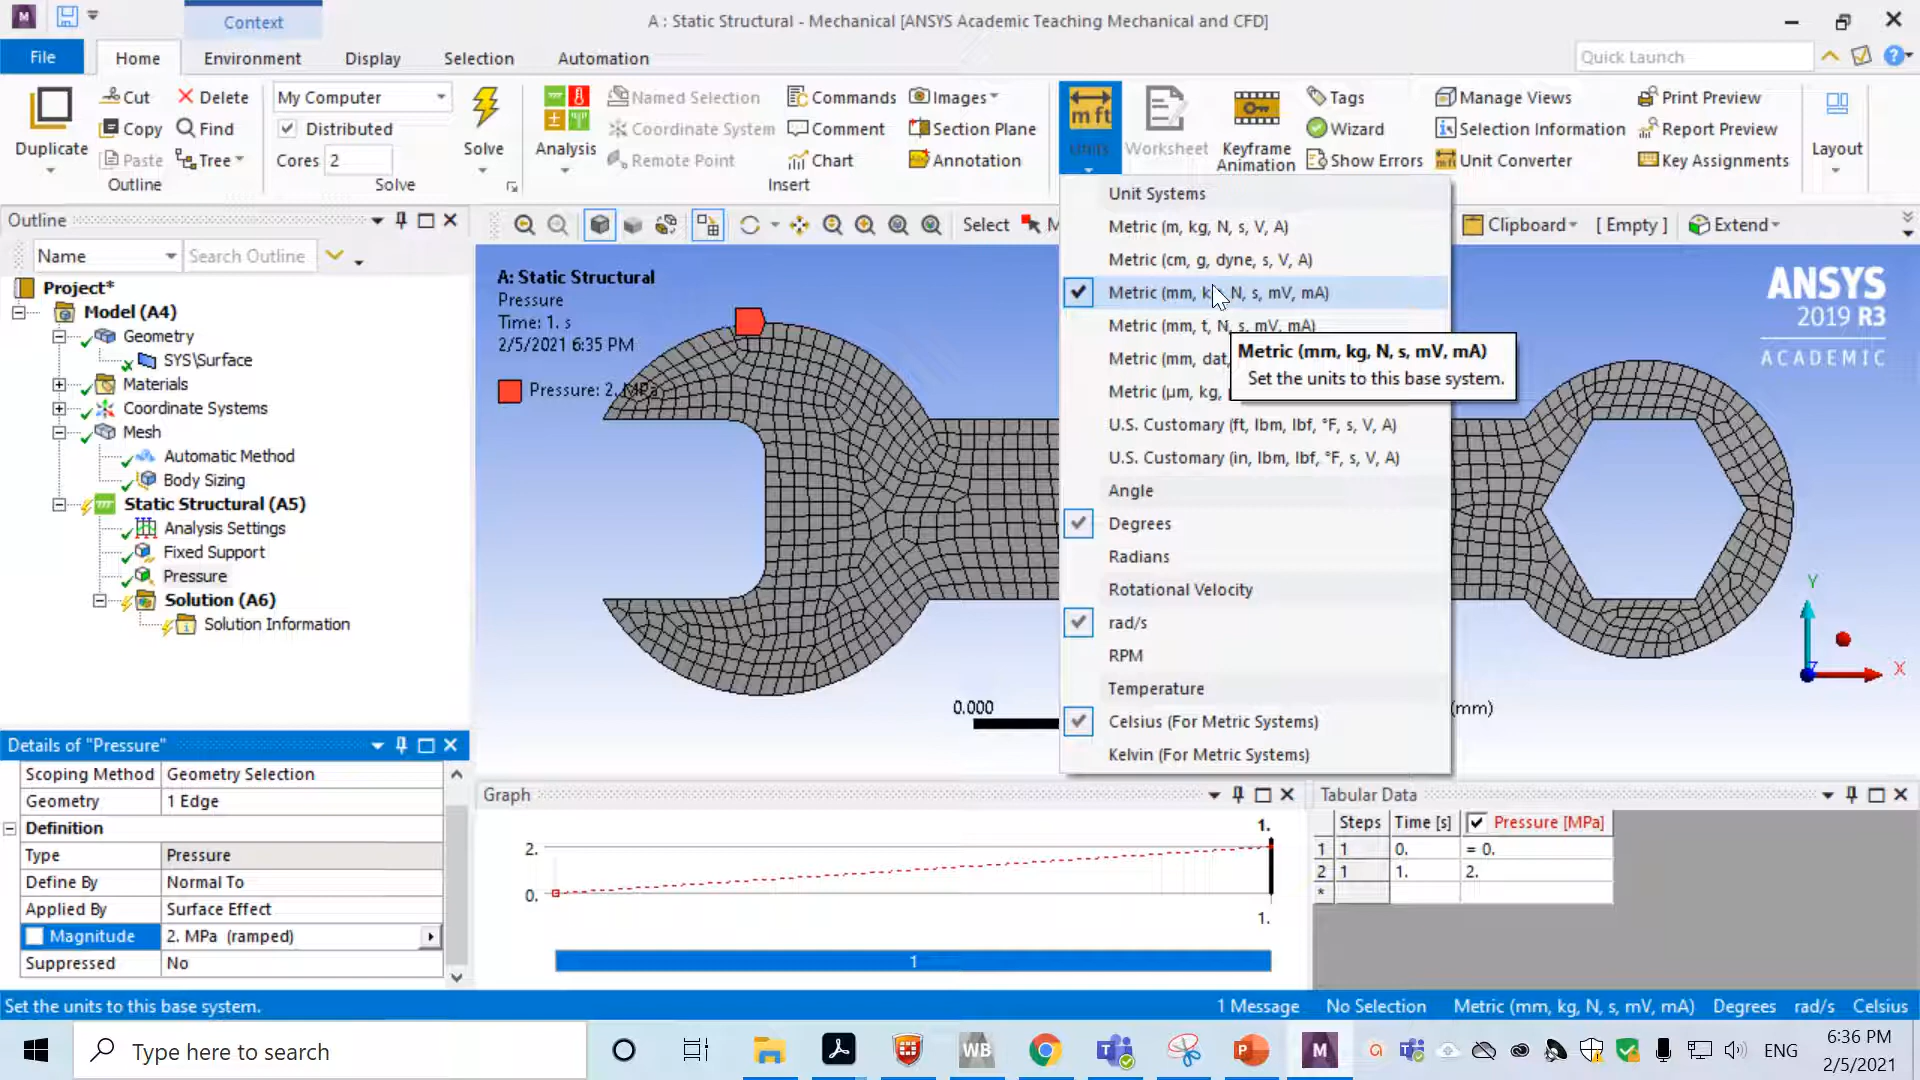 Context
A : Static Structural - Mechanical [ANSYS Academic Teaching Mechanical and CFD]
File
Home
Environment
Display
Selection
Automation
Quick Launch
Duplicate
Cut
Copy
Paste
Delete
Find
Tree
Outline
My Computer
Distributed
Cores 2
Solve
Solve
Analysis
Named Selection
Coordinate System
Remote Point
Commands
Comment
Chart
Images
Section Plane
Annotation
Insert
Units
Worksheet
Keyframe
Animation
Tags
Wizard
Show Errors
Manage Views
Selection Information
Unit Converter
Print Preview
Report Preview
Key Assignments
Layout
Outline
Name
Search Outline
Select
Clipboard
[ Empty ]
Extend
Project*
Model (A4)
Geometry
SYS\Surface
Materials
Coordinate Systems
Mesh
Automatic Method
Body Sizing
Static Structural (A5)
Analysis Settings
Fixed Support
Pressure
Solution (A6)
Solution Information
A: Static Structural
Pressure
Time: 1. s
2/5/2021 6:35 PM
Pressure: 2. MPa
0.000
(mm)
ANSYS
2019 R3
ACADEMIC
Y
X
Z
Unit Systems
Metric (m, kg, N, s, V, A)
Metric (cm, g, dyne, s, V, A)
Metric (mm, kg, N, s, mV, mA)
Metric (mm, t, N, s, mV, mA)
Metric (mm, dat,
Metric (μm, kg,
U.S. Customary (ft, lbm, lbf, °F, s, V, A)
U.S. Customary (in, lbm, lbf, °F, s, V, A)
Angle
Degrees
Radians
Rotational Velocity
rad/s
RPM
Temperature
Celsius (For Metric Systems)
Kelvin (For Metric Systems)
Metric (mm, kg, N, s, mV, mA)
Set the units to this base system.
Details of "Pressure"
Scoping Method Geometry Selection
Geometry 1 Edge
Definition
Type Pressure
Define By Normal To
Applied By Surface Effect
Magnitude 2. MPa (ramped)
Suppressed No
Graph
1.
2.
0.
1.
1
Tabular Data
Steps Time [s] Pressure [MPa]
1 1 0. = 0.
2 1 1. 2.
*
Set the units to this base system.
1 Message
No Selection
Metric (mm, kg, N, s, mV, mA)
Degrees
rad/s
Celsius
Type here to search
WB
ENG
6:36 PM
2/5/2021